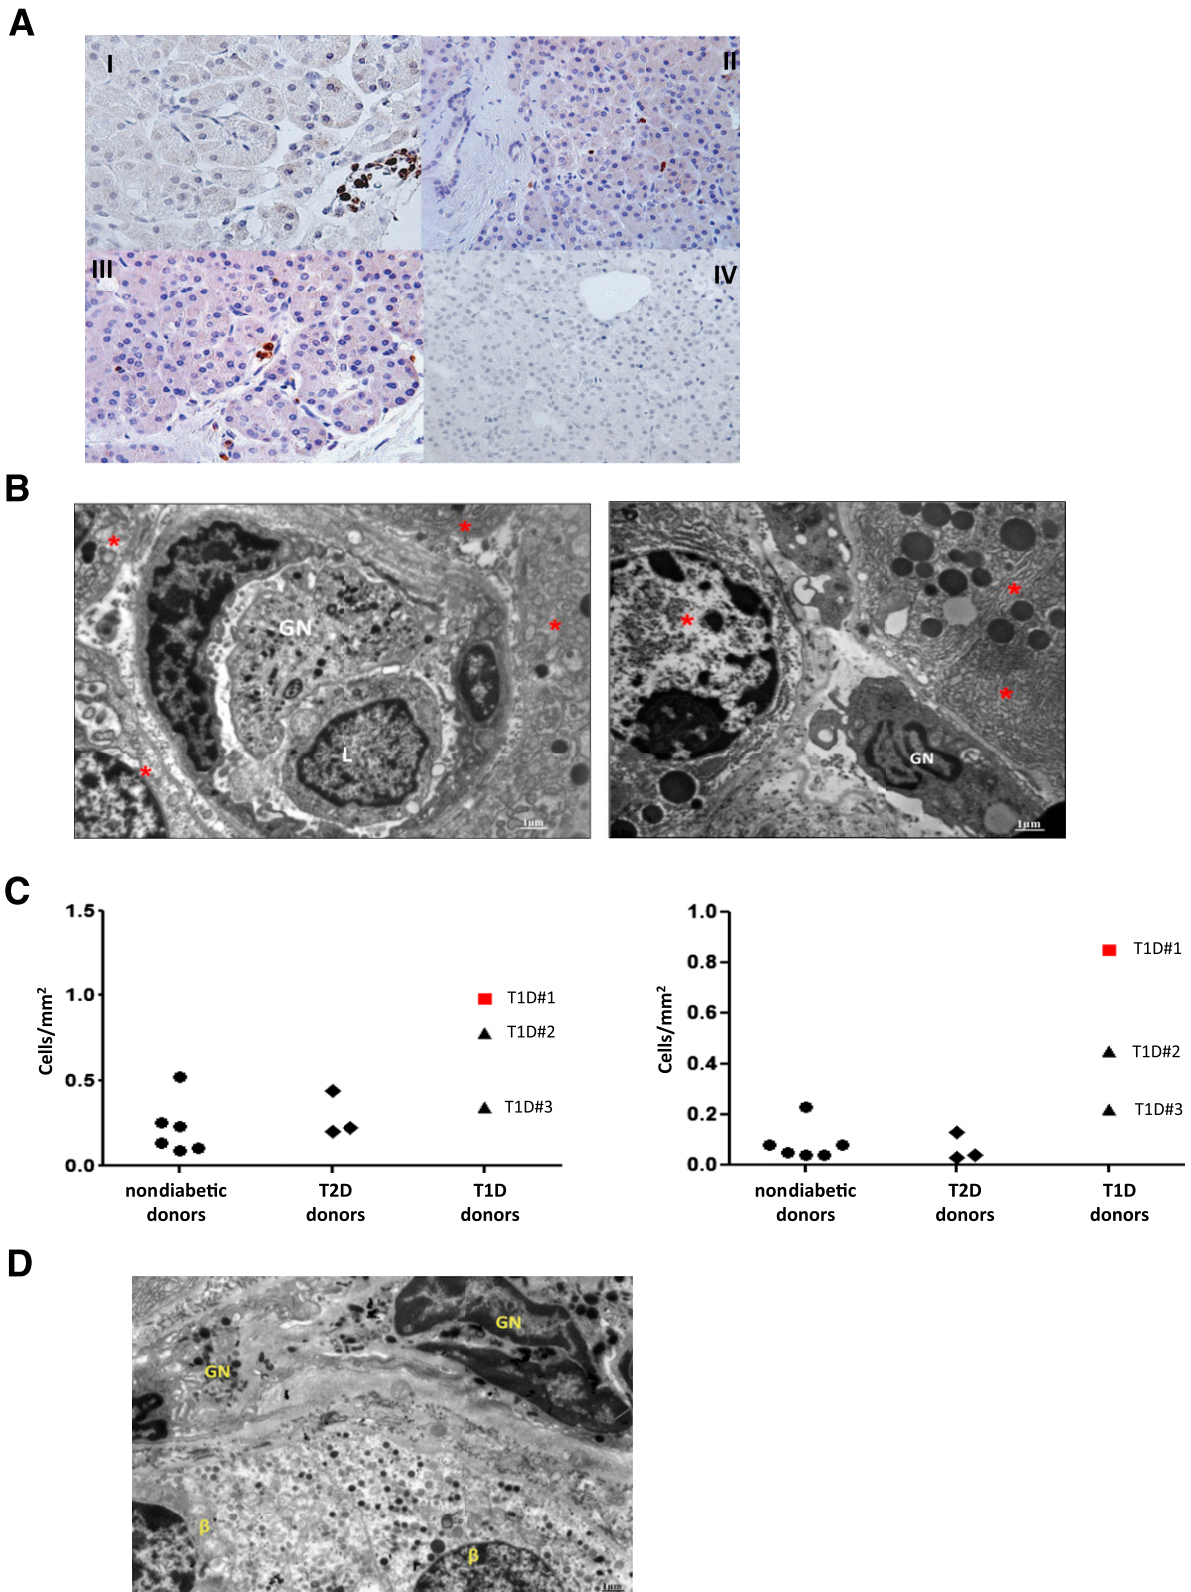 A
I
II
III
IV
B
* * *
GN
L
*
1μm
* * *
GN
1μm
C
1.5
1.0
0.5
0.0
Cells/mm²
T1D#1
T1D#2
T1D#3
nondiabetic donors
T2D donors
T1D donors
1.0
0.8
0.6
0.4
0.2
0.0
Cells/mm²
T1D#1
T1D#2
T1D#3
nondiabetic donors
T2D donors
T1D donors
D
GN
GN
β
β
1μm